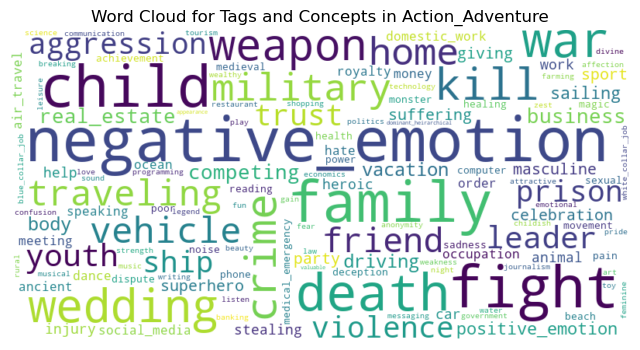 Word Cloud for Tags and Concepts in Action_Adventure
science communication tourism divine
aggression weapon home domestic_work giving war
breaking achievement medieval royalty money work affection farming sport
air_travel leisure child military kill sailing
wealthy restaurant shopping technology monster healing magic zest
real_estate trust suffering business
play health politics dominant_heirarchical
negative_emotion
blue_collar_job ocean hate power
help love programming competing vacation computer masculine sexual white_collar_job
sound economics attractive
traveling reading heroic order prison
confusion poor legend fun gain family emotional movement
speaking celebration
body vehicle crime friend leader
meeting noise anonymity childish pride
youth strength beauty fear law sadness occupation animal pain
rural musical music party weakness driving night journalism art
dance phone medical_emergency deception toy
ancient dispute writing superhero ship death fight feminine
wedding listen valuable messaging car water government beach
injury social_media stealing banking violence positive_emotion